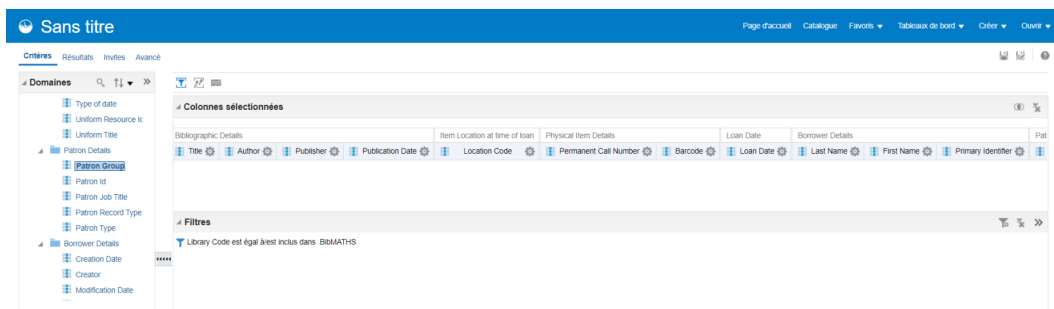 Sans titre
Page d'accueil Catalogue Favoris Tableaux de bord Créer Ouvrir
Critères Résultats Invites Avancé
Domaines
Type of date
Uniform Resource Ic
Uniform Title
Patron Details
Patron Group
Patron Id
Patron Job Title
Patron Record Type
Patron Type
Borrower Details
Creation Date
Creator
Modification Date
Colonnes sélectionnées
Bibliographic Details Item Location at time of loan Physical Item Details Loan Date Borrower Details Pat
Title Author Publisher Publication Date Location Code Permanent Call Number Barcode Loan Date Last Name First Name Primary Identifier
Filtres
Library Code est égal à/est inclus dans BibMATHS